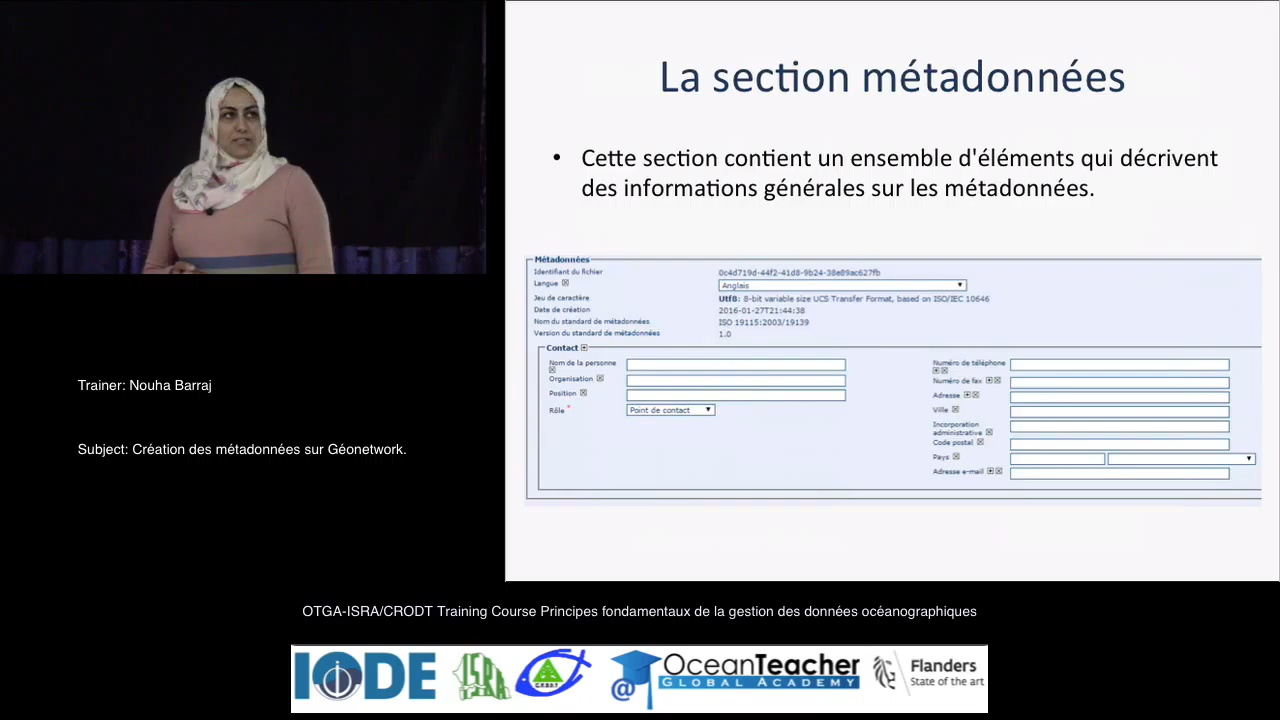 La section métadonnées
• Cette section contient un ensemble d'éléments qui décrivent
des informations générales sur les métadonnées.
Métadonnées
Identifiant du fichier 0c4d719d-44f2-41d8-9b24-38e89ac627fb
Langue Anglais
Jeu de caractère Utf8: 8-bit variable size UCS Transfer Format, based on ISO/IEC 10646
Date de création 2016-01-27T21:44:38
Nom du standard de métadonnées ISO 19115:2003/19139
Version du standard de métadonnées 1.0
Contact
Nom de la personne
Organisation
Position
Rôle * Point de contact
Numéro de téléphone
Numéro de fax
Adresse
Ville
Incorporation
administrative
Code postal
Pays
Adresse e-mail
Trainer: Nouha Barraj
Subject: Création des métadonnées sur Géonetwork.
OTGA-ISRA/CRODT Training Course Principes fondamentaux de la gestion des données océanographiques
IODE
ISRA
OceanTeacher
GLOBAL ACADEMY
@
Flanders
State of the art